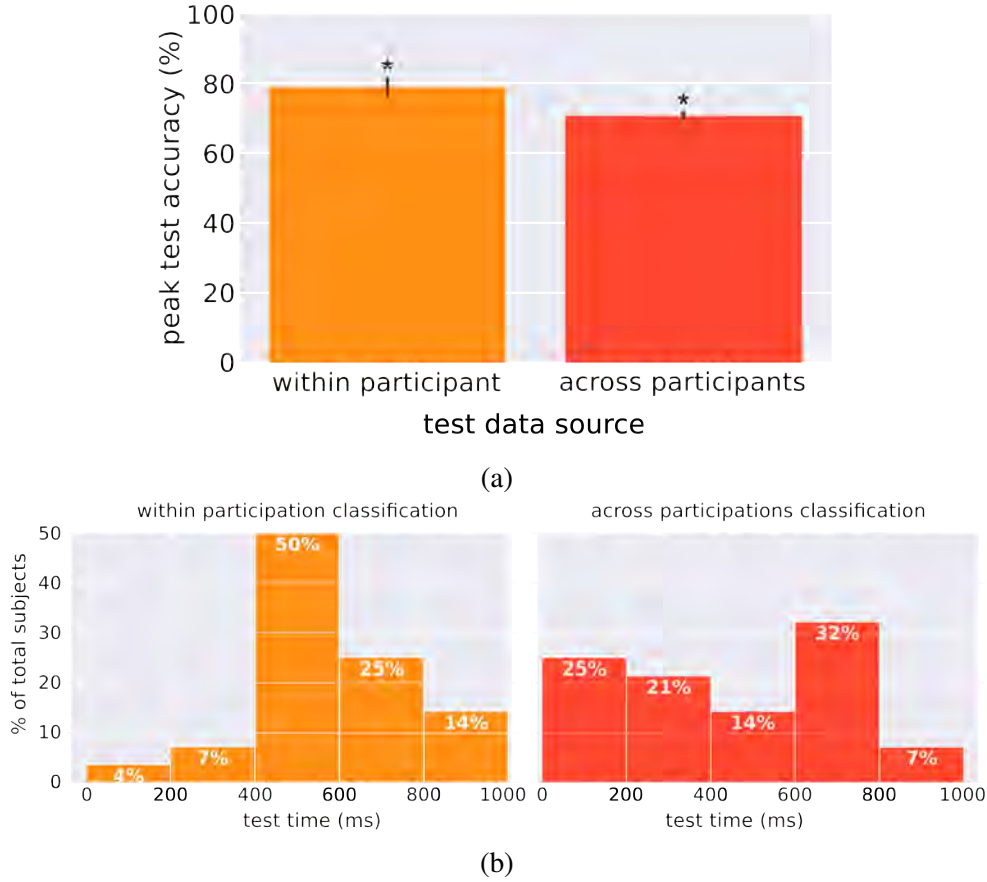 100
80
60
40
20
0
peak test accuracy (%)
*
*
within participant
across participants
test data source
(a)
within participation classification
across participations classification
50
40
30
20
10
0
% of total subjects
4%
7%
50%
25%
14%
25%
21%
14%
32%
7%
0 200 400 600 800 1000
0 200 400 600 800 1000
test time (ms)
test time (ms)
(b)